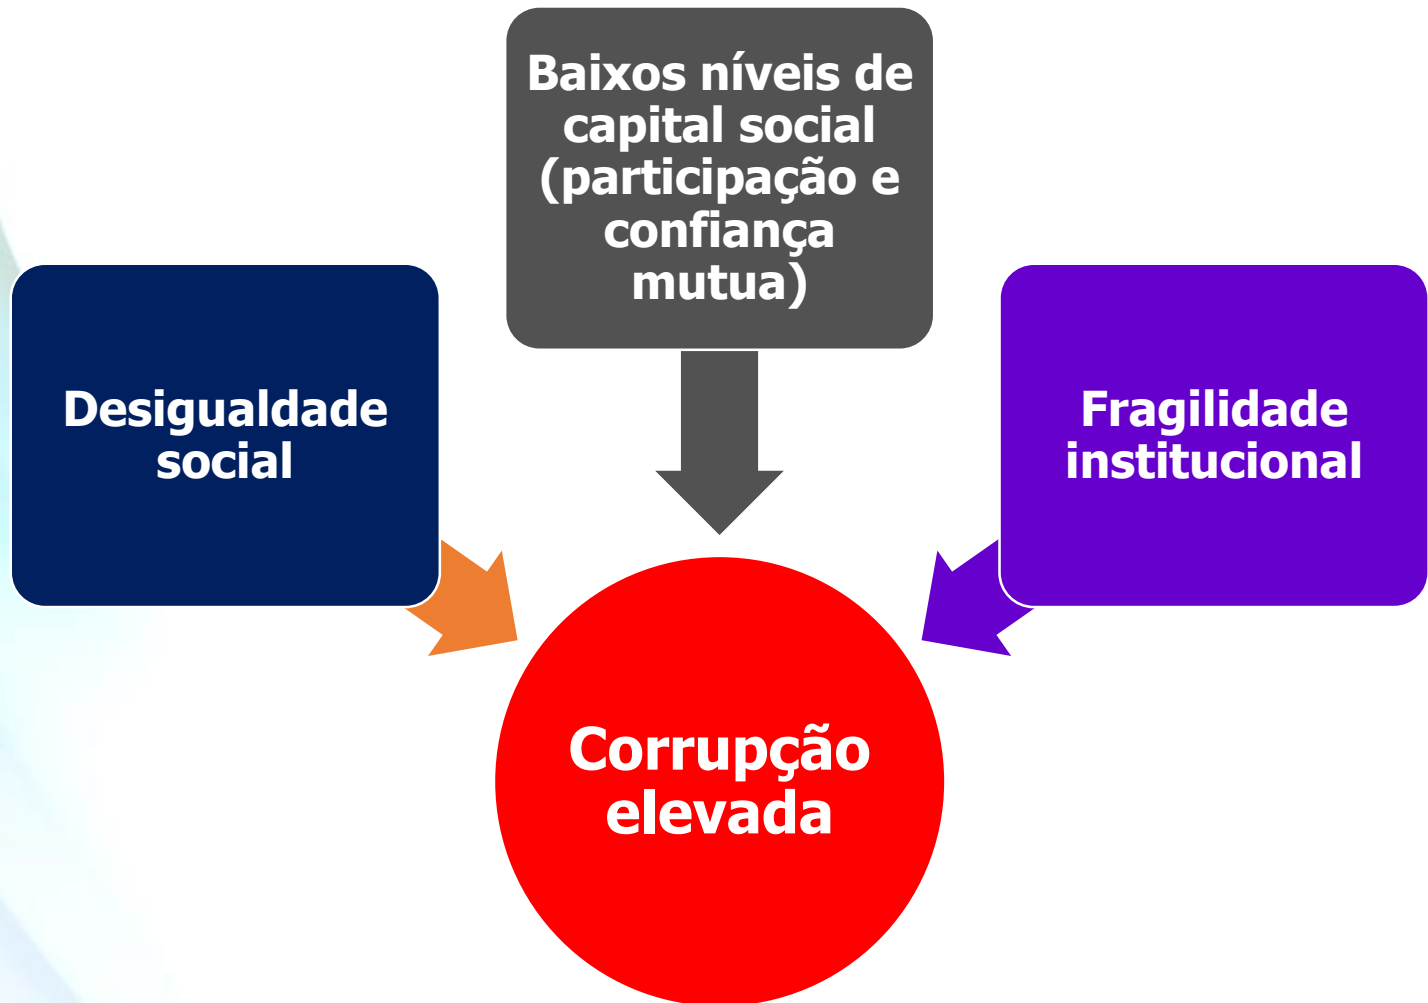 Baixos níveis de
capital social
(participação e
confiança
mutua)
Desigualdade
social
Fragilidade
institucional
Corrupção
elevada